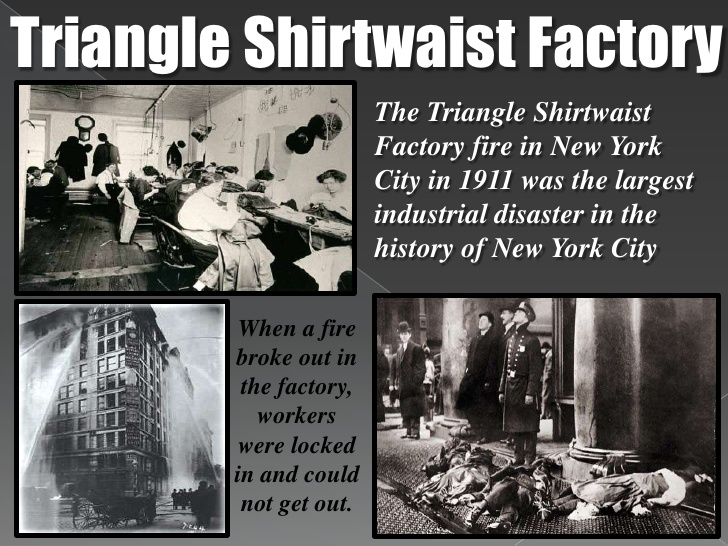 Triangle Shirtwaist Factory
The Triangle Shirtwaist
Factory fire in New York
City in 1911 was the largest
industrial disaster in the
history of New York City
When a fire
broke out in
the factory,
workers
were locked
in and could
not get out.